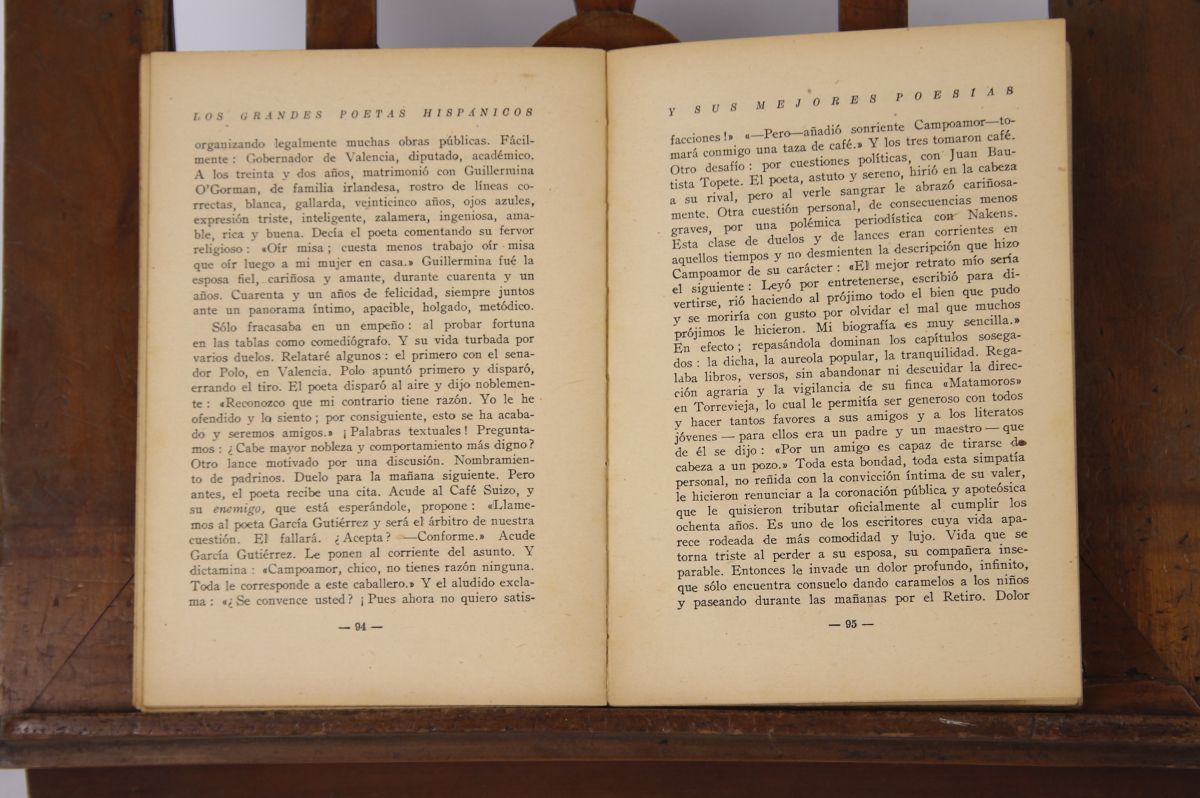 LOS GRANDES POETAS HISPÁNICOS
organizando legalmente muchas obras públicas. Fácil-
mente : Gobernador de Valencia, diputado, académico.
A los treinta y dos años, matrimonió con Guillermina
O'Gorman, de familia irlandesa, rostro de líneas co-
rrectas, blanca, gallarda, veinticinco años, ojos azules,
expresión triste, inteligente, zalamera, ingeniosa, ama-
ble, rica y buena. Decía el poeta comentando su fervor
religioso : «Oír misa ; cuesta menos trabajo oír misa
que oír luego a mi mujer en casa.» Guillermina fué la
esposa fiel, cariñosa y amante, durante cuarenta y un
años. Cuarenta y un años de felicidad, siempre juntos
ante un panorama íntimo, apacible, holgado, metódico.
Sólo fracasaba en un empeño : al probar fortuna
en las tablas como comediógrafo. Y su vida turbada por
varios duelos. Relataré algunos : el primero con el sena-
dor Polo, en Valencia. Polo apuntó primero y disparó,
errando el tiro. El poeta disparó al aire y dijo noblemen-
te : «Reconozco que mi contrario tiene razón. Yo le he
ofendido y lo siento ; por consiguiente, esto se ha acaba-
do y seremos amigos.» ¡ Palabras textuales ! Pregunta-
mos : ¿ Cabe mayor nobleza y comportamiento más digno ?
Otro lance motivado por una discusión. Nombramien-
to de padrinos. Duelo para la mañana siguiente. Pero
antes, el poeta recibe una cita. Acude al Café Suizo, y
su enemigo, que está esperándole, propone : «Llame-
mos al poeta García Gutiérrez y será el árbitro de nuestra
cuestión. El fallará. ¿ Acepta ? —Conforme.» Acude
García Gutiérrez. Le ponen al corriente del asunto. Y
dictamina : «Campoamor, chico, no tienes razón ninguna.
Toda le corresponde a este caballero.» Y el aludido excla-
ma : «¿ Se convence usted ? ¡ Pues ahora no quiero satis-
— 94 —
Y SUS MEJORES POESÍAS
facciones !» «—Pero—añadió sonriente Campoamor—to-
mará conmigo una taza de café.» Y los tres tomaron café.
Otro desafío : por cuestiones políticas, con Juan Bau-
tista Topete. El poeta, astuto y sereno, hirió en la cabeza
a su rival, pero al verle sangrar le abrazó cariñosa-
mente. Otra cuestión personal, de consecuencias menos
graves, por una polémica periodística con Nakens.
Esta clase de duelos y de lances eran corrientes en
aquellos tiempos y no desmienten la descripción que hizo
Campoamor de su carácter : «El mejor retrato mío sería
el siguiente : Leyó por entretenerse, escribió para di-
vertirse, rió haciendo al prójimo todo el bien que pudo
y se moriría con gusto por olvidar el mal que muchos
prójimos le hicieron. Mi biografía es muy sencilla.»
En efecto ; repasándola dominan los capítulos sosega-
dos : la dicha, la aureola popular, la tranquilidad. Rega-
laba libros, versos, sin abandonar ni descuidar la direc-
ción agraria y la vigilancia de su finca «Matamoros»
en Torrevieja, lo cual le permitía ser generoso con todos
y hacer tantos favores a sus amigos y a los literatos
jóvenes — para ellos era un padre y un maestro — que
de él se dijo : «Por un amigo es capaz de tirarse de
cabeza a un pozo.» Toda esta bondad, toda esta simpatía
personal, no reñida con la convicción íntima de su valer,
le hicieron renunciar a la coronación pública y apoteósica
que le quisieron tributar oficialmente al cumplir los
ochenta años. Es uno de los escritores cuya vida apa-
rece rodeada de más comodidad y lujo. Vida que se
torna triste al perder a su esposa, su compañera inse-
parable. Entonces le invade un dolor profundo, infinito,
que sólo encuentra consuelo dando caramelos a los niños
y paseando durante las mañanas por el Retiro. Dolor
— 95 —